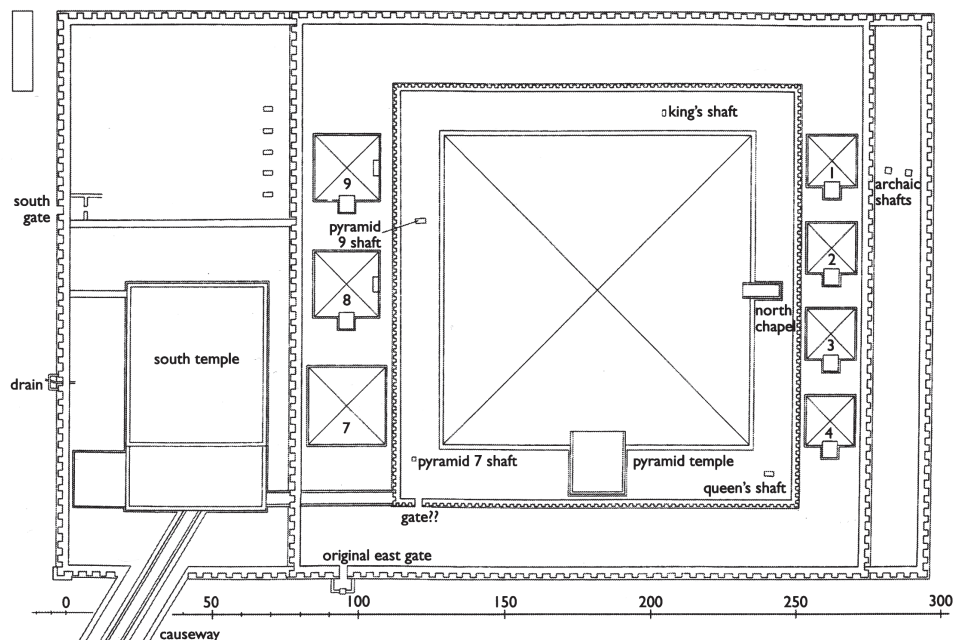 king's shaft
9
1
archaic
shafts
south
gate
pyramid
9 shaft
2
8
north
chapel
3
south temple
drain
7
4
pyramid 7 shaft
pyramid temple
queen's shaft
gate??
original east gate
0 50 100 150 200 250 300
causeway